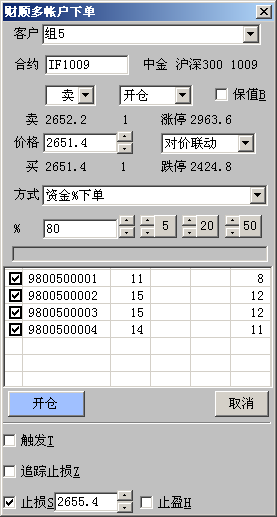 财顺多帐户下单
客户 组5
合约 IF1009 中金 沪深300 1009
卖 开仓 保值D
卖 2652.2 1 涨停 2963.6
价格 2651.4 对价联动
买 2651.4 1 跌停 2424.8
方式 资金%下单
% 80 5 20 50
9800500001 11 8
9800500002 15 12
9800500003 15 12
9800500004 14 11
开仓 取消
触发T
追踪止损Z
止损S 2655.4 止盈H